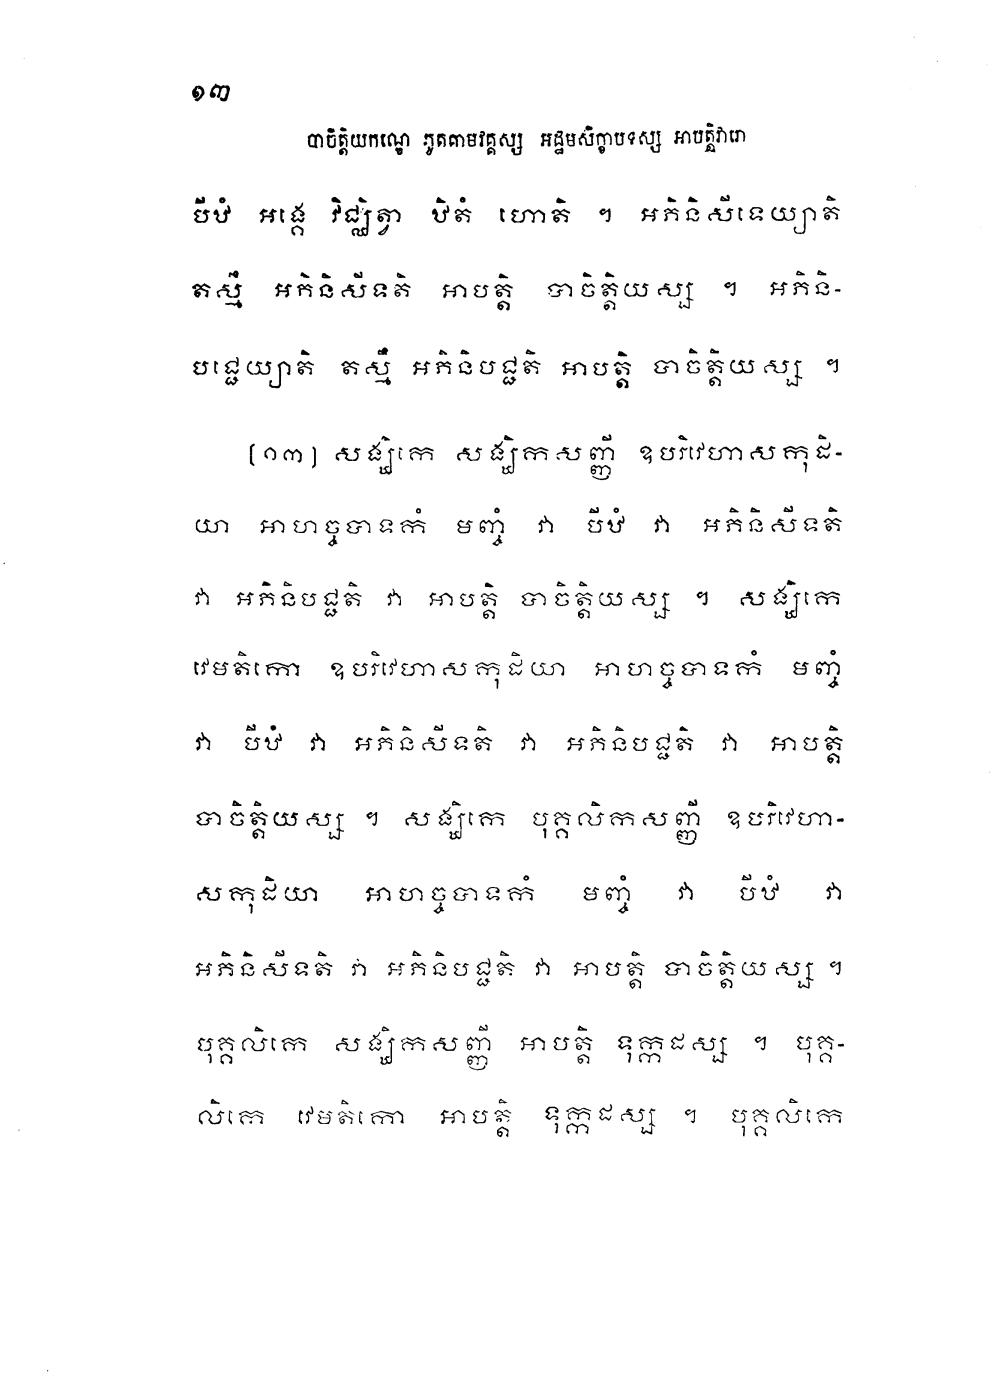 ១៣
បាចិត្តិយកណ្ឌេ ភូតគាមវគ្គស្ស អដ្ឋមសិក្ខាបទស្ស អាបត្តិវារោ
បីឋំ អង្គេ វិជ្ឈិត្វា ឋិតំ ហោតិ ។ អភិនិសីទេយ្យាតិ
តស្មឹ អភិនិសីទតិ អាបត្តិ បាចិត្តិយស្ស ។ អភិនិ-
បជ្ជេយ្យាតិ តស្មឹ អភិនិបជ្ជតិ អាបត្តិ បាចិត្តិយស្ស ។
[១៣] សង្ឃិកេ សង្ឃិកសញ្ញី ឧបរិវេហាសកុដិ-
យា អាហច្ចបាទកំ មញ្ចំ វា បីឋំ វា អភិនិសីទតិ
វា អភិនិបជ្ជតិ វា អាបត្តិ បាចិត្តិយស្ស ។ សង្ឃិកេ
វេមតិកោ ឧបរិវេហាសកុដិយា អាហច្ចបាទកំ មញ្ចំ
វា បីឋំ វា អភិនិសីទតិ វា អភិនិបជ្ជតិ វា អាបត្តិ
បាចិត្តិយស្ស ។ សង្ឃិកេ បុគ្គលិកសញ្ញី ឧបរិវេហា-
សកុដិយា អាហច្ចបាទកំ មញ្ចំ វា បីឋំ វា
អភិនិសីទតិ វា អភិនិបជ្ជតិ វា អាបត្តិ បាចិត្តិយស្ស ។
បុគ្គលិកេ សង្ឃិកសញ្ញី អាបត្តិ ទុក្កដស្ស ។ បុគ្គ-
លិកេ វេមតិកោ អាបត្តិ ទុក្កដស្ស ។ បុគ្គលិកេ